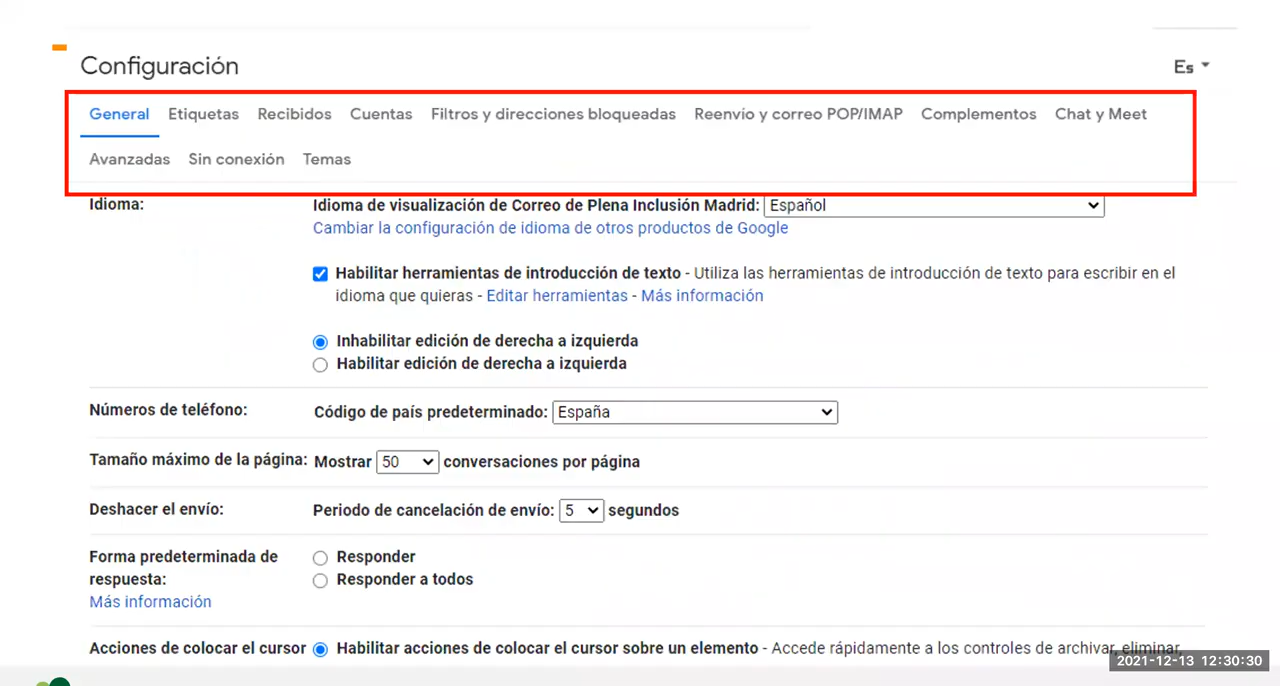 Configuración
Es
General Etiquetas Recibidos Cuentas Filtros y direcciones bloqueadas Reenvío y correo POP/IMAP Complementos Chat y Meet
Avanzadas Sin conexión Temas
Idioma: Idioma de visualización de Correo de Plena Inclusión Madrid: Español
Cambiar la configuración de idioma de otros productos de Google
Habilitar herramientas de introducción de texto - Utiliza las herramientas de introducción de texto para escribir en el
idioma que quieras - Editar herramientas - Más información
Inhabilitar edición de derecha a izquierda
Habilitar edición de derecha a izquierda
Números de teléfono: Código de país predeterminado: España
Tamaño máximo de la página: Mostrar 50 conversaciones por página
Deshacer el envío: Periodo de cancelación de envío: 5 segundos
Forma predeterminada de Responder
respuesta: Responder a todos
Más información
Acciones de colocar el cursor Habilitar acciones de colocar el cursor sobre un elemento - Accede rápidamente a los controles de archivar, eliminar,
2021-12-13 12:30:30